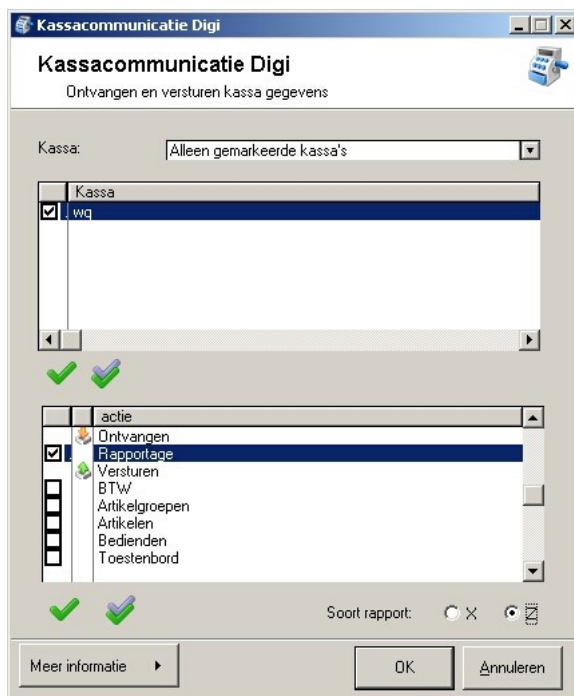 Kassacommunicatie Digi
Kassacommunicatie Digi
Ontvangen en versturen kassa gegevens
Kassa: Alleen gemarkeerde kassa's
Kassa
wq
actie
Ontvangen
Rapportage
Versturen
BTW
Artikelgroepen
Artikelen
Bedienden
Toestenbord
Soort rapport: X Z
Meer informatie OK Annuleren